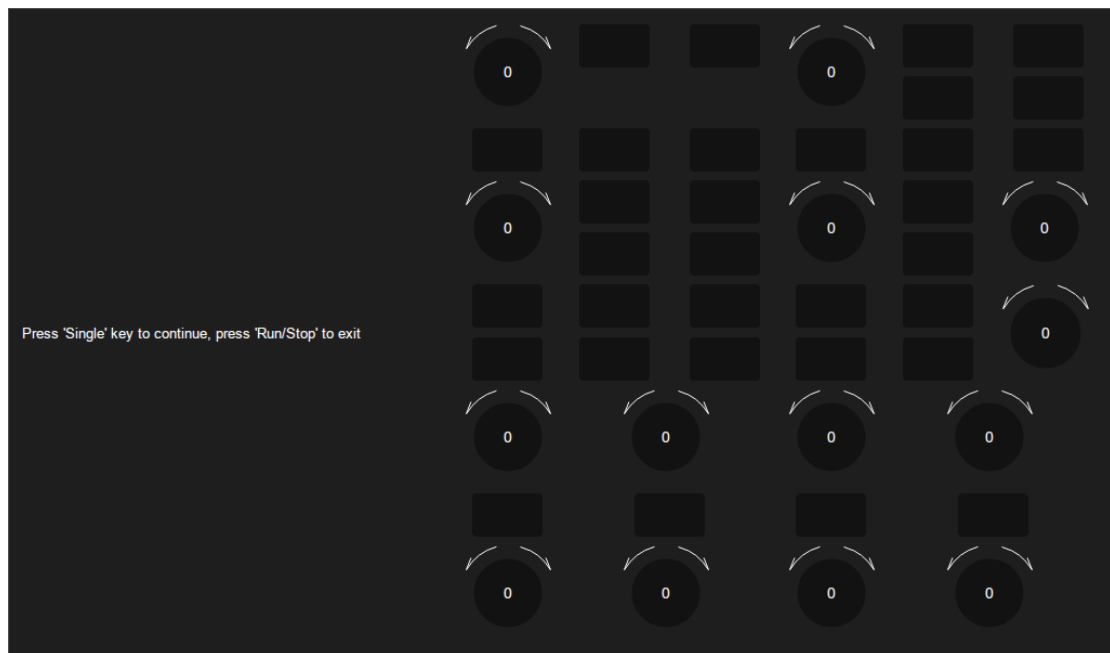 0 0
0 0 0
Press 'Single' key to continue, press 'Run/Stop' to exit
0
0 0 0 0
0 0 0 0